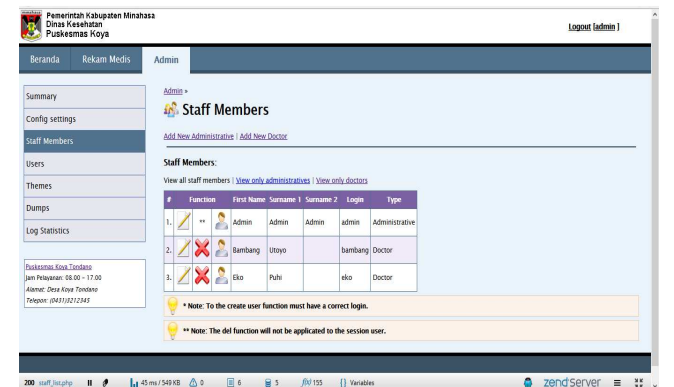 Pemerintah Kabupaten Minahasa
Dinas Kesehatan
Puskesmas Koya
Logout [admin ]
Beranda Rekam Medis Admin
Summary
Config settings
Staff Members
Users
Themes
Dumps
Log Statistics
Puskesmas Koya Tondano
Jam Pelayanan: 08.00 - 17.00
Alamat: Desa Koya Tondano
Telepon: (0431)3212345
Admin »
Staff Members
Add New Administrative | Add New Doctor
Staff Members:
View all staff members | View only administratives | View only doctors
# Function First Name Surname 1 Surname 2 Login Type
1. ** Admin Admin Admin admin Administrative
2. Bambang Utoyo bambang Doctor
3. Eko Puhi eko Doctor
* Note: To the create user function must have a correct login.
** Note: The del function will not be applicated to the session user.
200 staff_list.php 45 ms / 549 KB 0 6 5 f(x) 155 {} Variables zend server